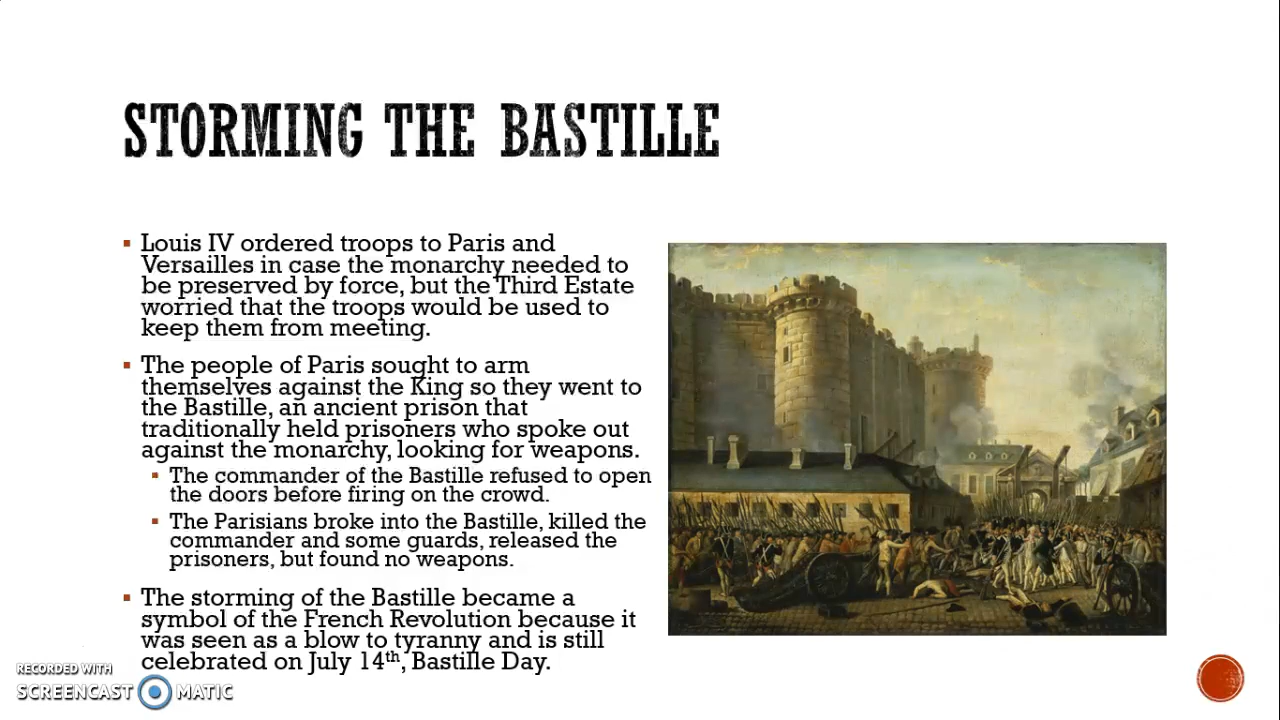 STORMING THE BASTILLE
▪ Louis IV ordered troops to Paris and
Versailles in case the monarchy needed to
be preserved by force, but the Third Estate
worried that the troops would be used to
keep them from meeting.
▪ The people of Paris sought to arm
themselves against the King so they went to
the Bastille, an ancient prison that
traditionally held prisoners who spoke out
against the monarchy, looking for weapons.
▪ The commander of the Bastille refused to open
the doors before firing on the crowd.
▪ The Parisians broke into the Bastille, killed the
commander and some guards, released the
prisoners, but found no weapons.
▪ The storming of the Bastille became a
symbol of the French Revolution because it
was seen as a blow to tyranny and is still
celebrated on July 14th, Bastille Day.
RECORDED WITH
SCREENCAST MATIC